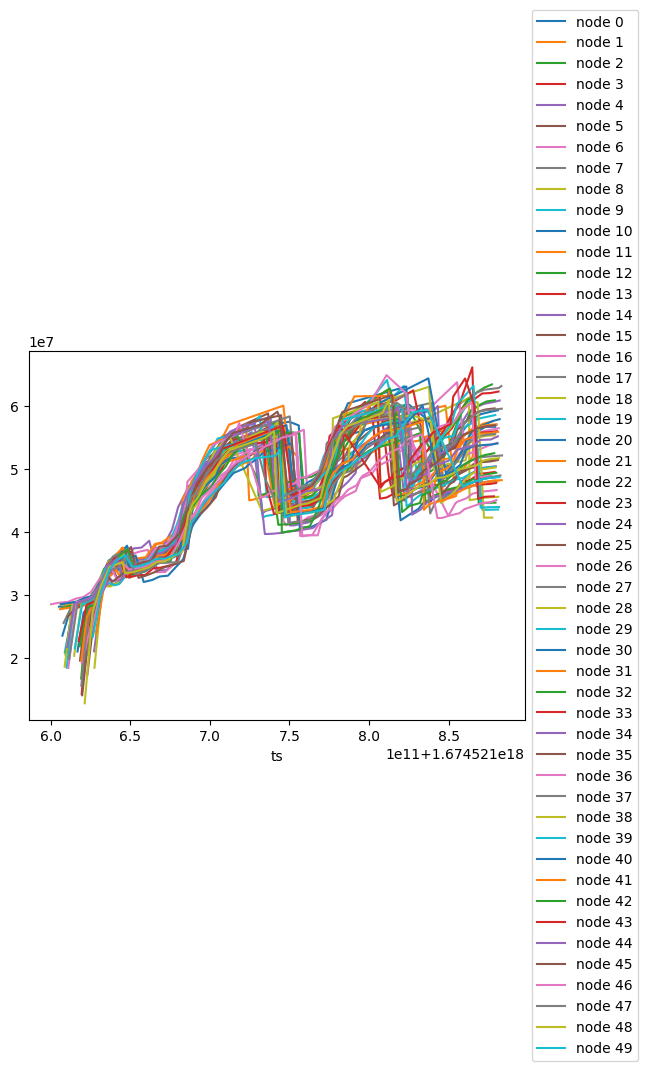 1e7
6
5
4
3
2
6.0 6.5 7.0 7.5 8.0 8.5
ts
1e11+1.674521e18
node 0
node 1
node 2
node 3
node 4
node 5
node 6
node 7
node 8
node 9
node 10
node 11
node 12
node 13
node 14
node 15
node 16
node 17
node 18
node 19
node 20
node 21
node 22
node 23
node 24
node 25
node 26
node 27
node 28
node 29
node 30
node 31
node 32
node 33
node 34
node 35
node 36
node 37
node 38
node 39
node 40
node 41
node 42
node 43
node 44
node 45
node 46
node 47
node 48
node 49